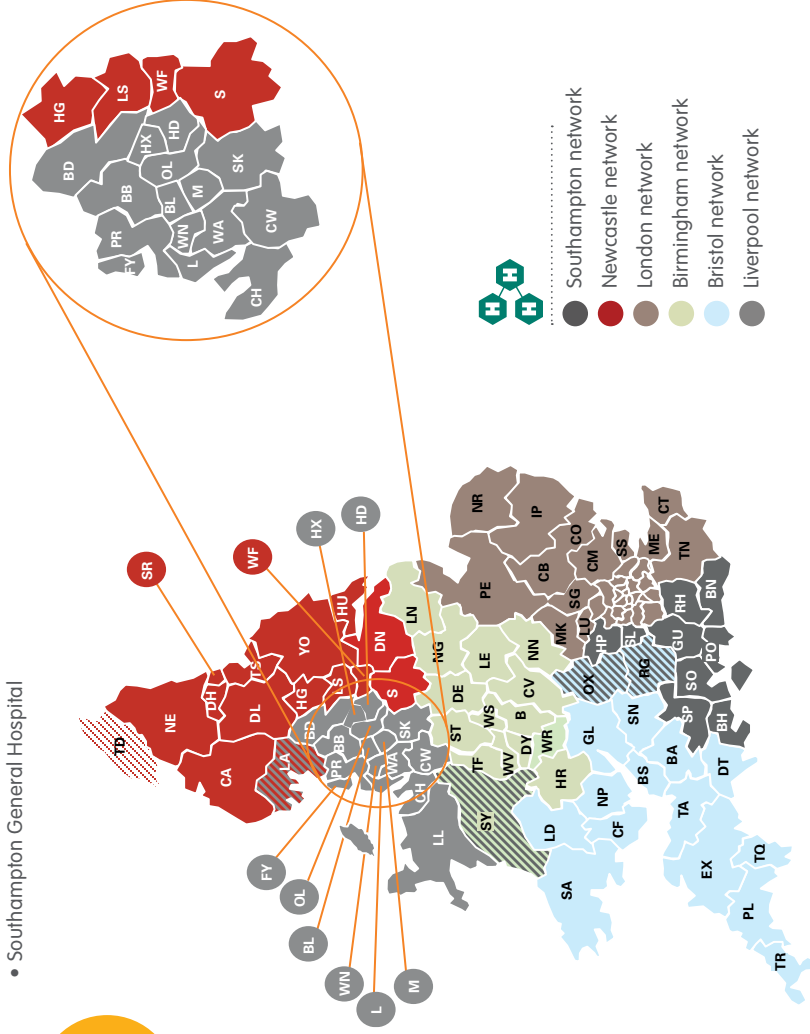 • Southampton General Hospital
HG
LS
WF
S
BD
HX
HD
OL
BB
BL
M
SK
PR
FY
WN
WA
L
CW
CH
H
H
H
Southampton network
Newcastle network
London network
Birmingham network
Bristol network
Liverpool network
SR
WF
HX
HD
FY
OL
BL
WN
L
M
TD
NE
DH
TS
CA
DL
YO
HU
HG
LS
LA
BD
BB
PR
DN
S
SK
WA
CW
CH
LL
LN
NG
DE
ST
LE
WS
TF
SY
WV
DY
B
CV
NN
WR
HR
PE
NR
IP
CB
CO
CM
SG
MK
LU
SS
ME
CT
TN
HP
SL
OX
RG
RH
BN
GU
PO
SO
SP
BH
GL
SN
LD
NP
CF
SA
BS
BA
TA
DT
EX
TQ
PL
TR